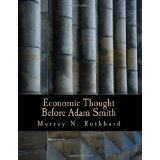 Economic Thought
Before Adam Smith
Murray N. Rothbard